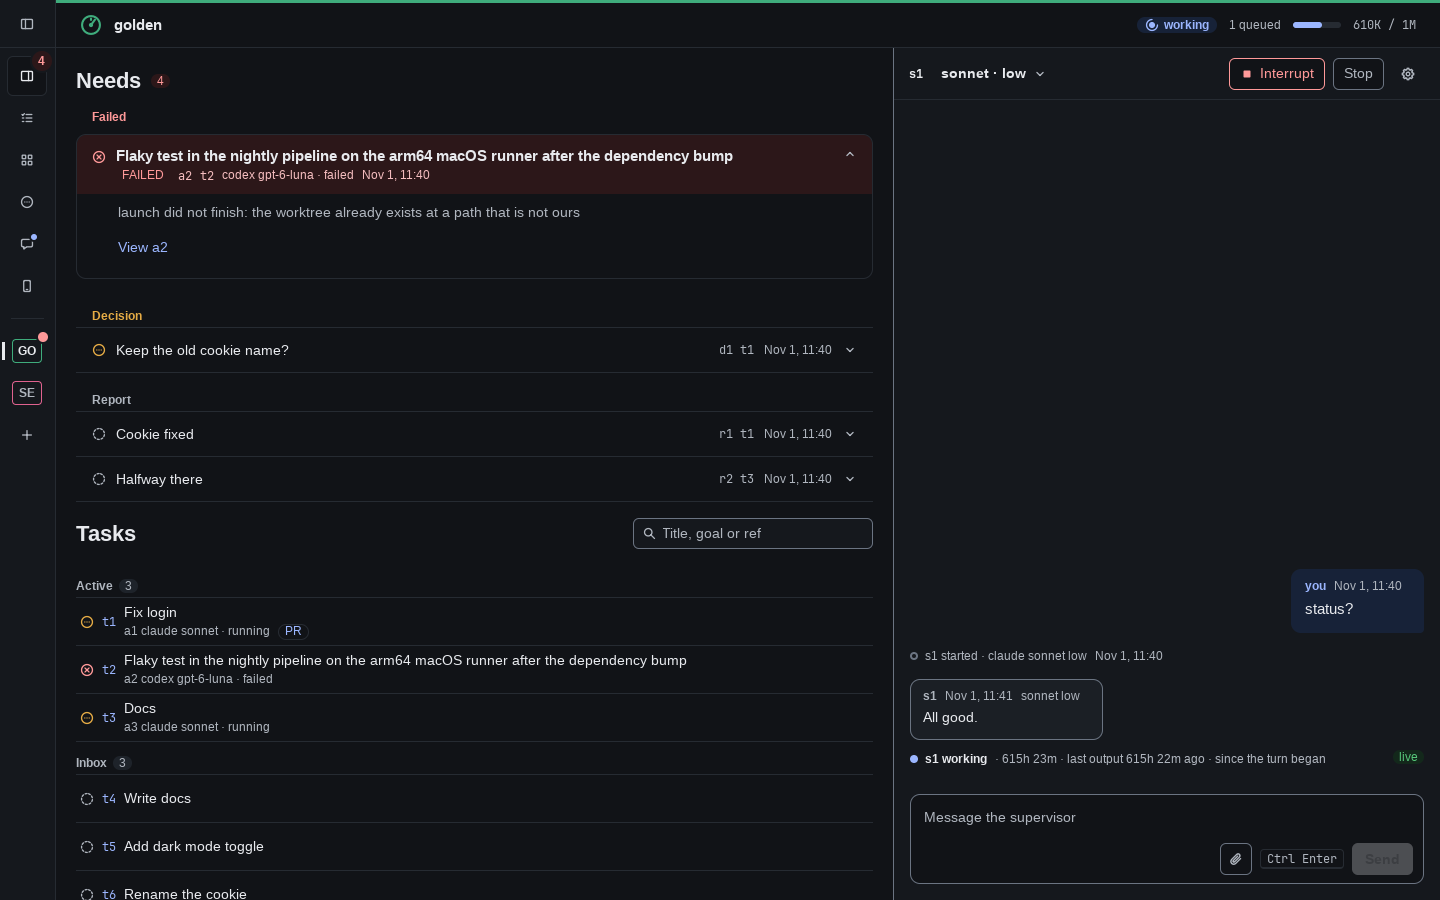 golden
working
1 queued
610K / 1M
4
GO
SE
Needs 4
Failed
Flaky test in the nightly pipeline on the arm64 macOS runner after the dependency bump
FAILED a2 t2 codex gpt-6-luna · failed Nov 1, 11:40
launch did not finish: the worktree already exists at a path that is not ours
View a2
Decision
Keep the old cookie name? d1 t1 Nov 1, 11:40
Report
Cookie fixed r1 t1 Nov 1, 11:40
Halfway there r2 t3 Nov 1, 11:40
Tasks
Title, goal or ref
Active 3
t1 Fix login
a1 claude sonnet · running PR
t2 Flaky test in the nightly pipeline on the arm64 macOS runner after the dependency bump
a2 codex gpt-6-luna · failed
t3 Docs
a3 claude sonnet · running
Inbox 3
t4 Write docs
t5 Add dark mode toggle
t6 Rename the cookie
s1 sonnet · low
Interrupt
Stop
you Nov 1, 11:40
status?
s1 started · claude sonnet low Nov 1, 11:40
s1 Nov 1, 11:41 sonnet low
All good.
s1 working · 615h 23m · last output 615h 22m ago · since the turn began
live
Message the supervisor
Ctrl Enter
Send